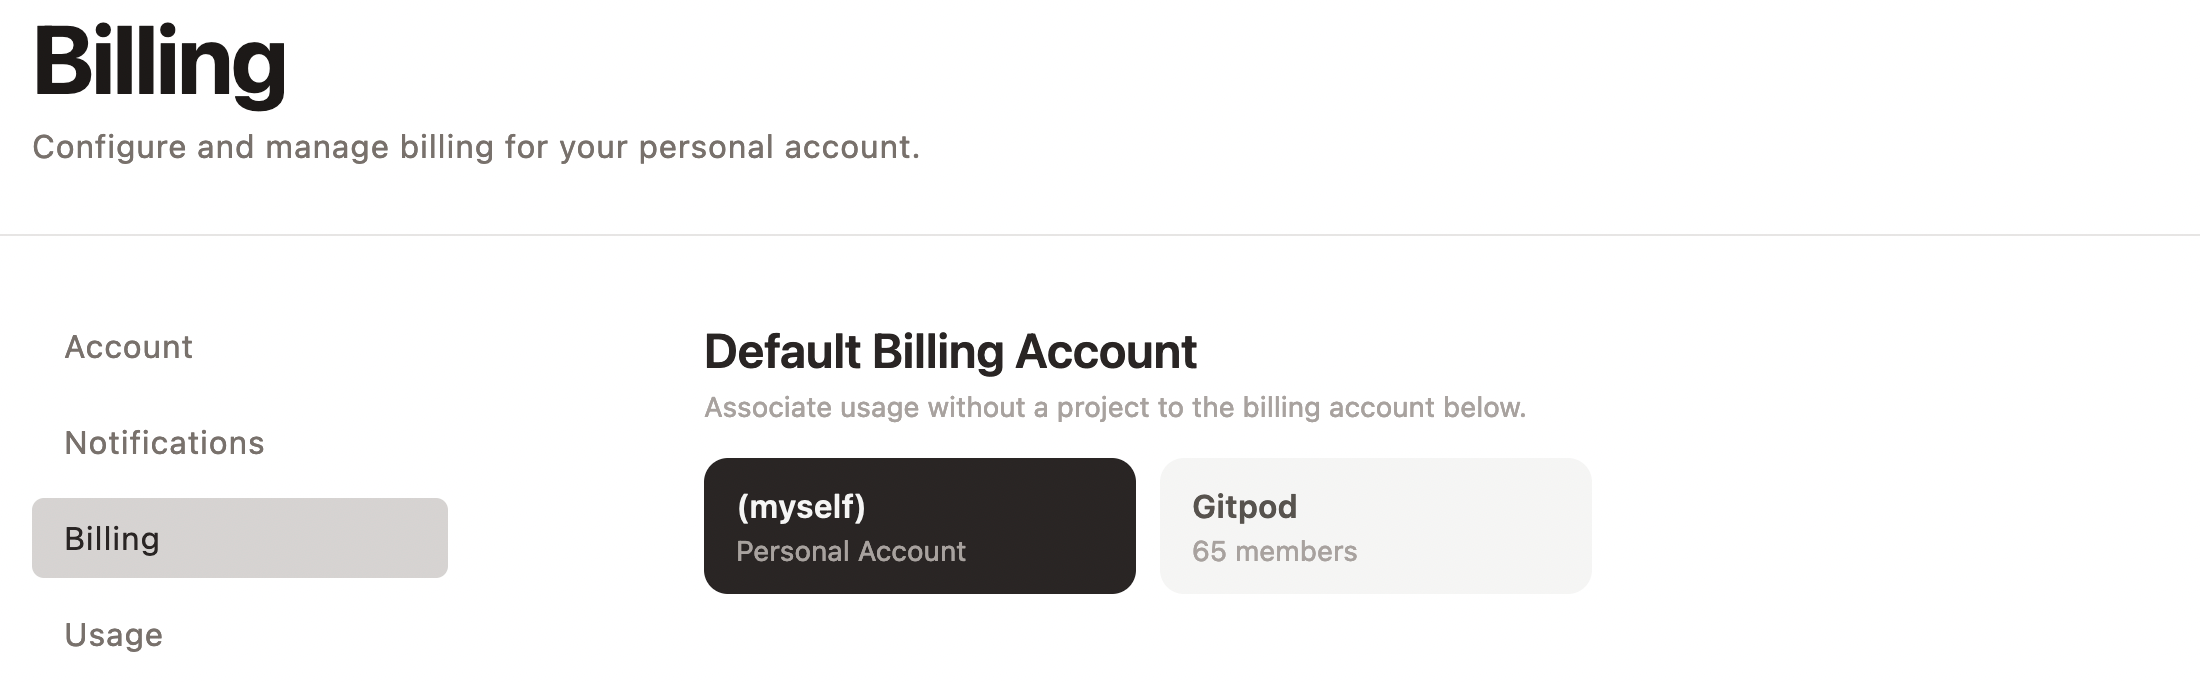 Billing
Configure and manage billing for your personal account.
Account
Notifications
Billing
Usage
Default Billing Account
Associate usage without a project to the billing account below.
(myself)
Personal Account
Gitpod
65 members